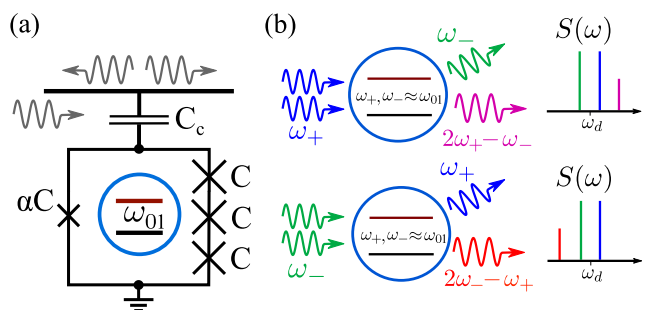 (a)
C_c
αC
ω_01
C
C
C
(b)
ω_+
ω_+, ω_- ≈ ω_01
ω_-
2ω_+ − ω_-
S(ω)
ω_d
ω_-
ω_+, ω_- ≈ ω_01
ω_+
2ω_- − ω_+
S(ω)
ω_d